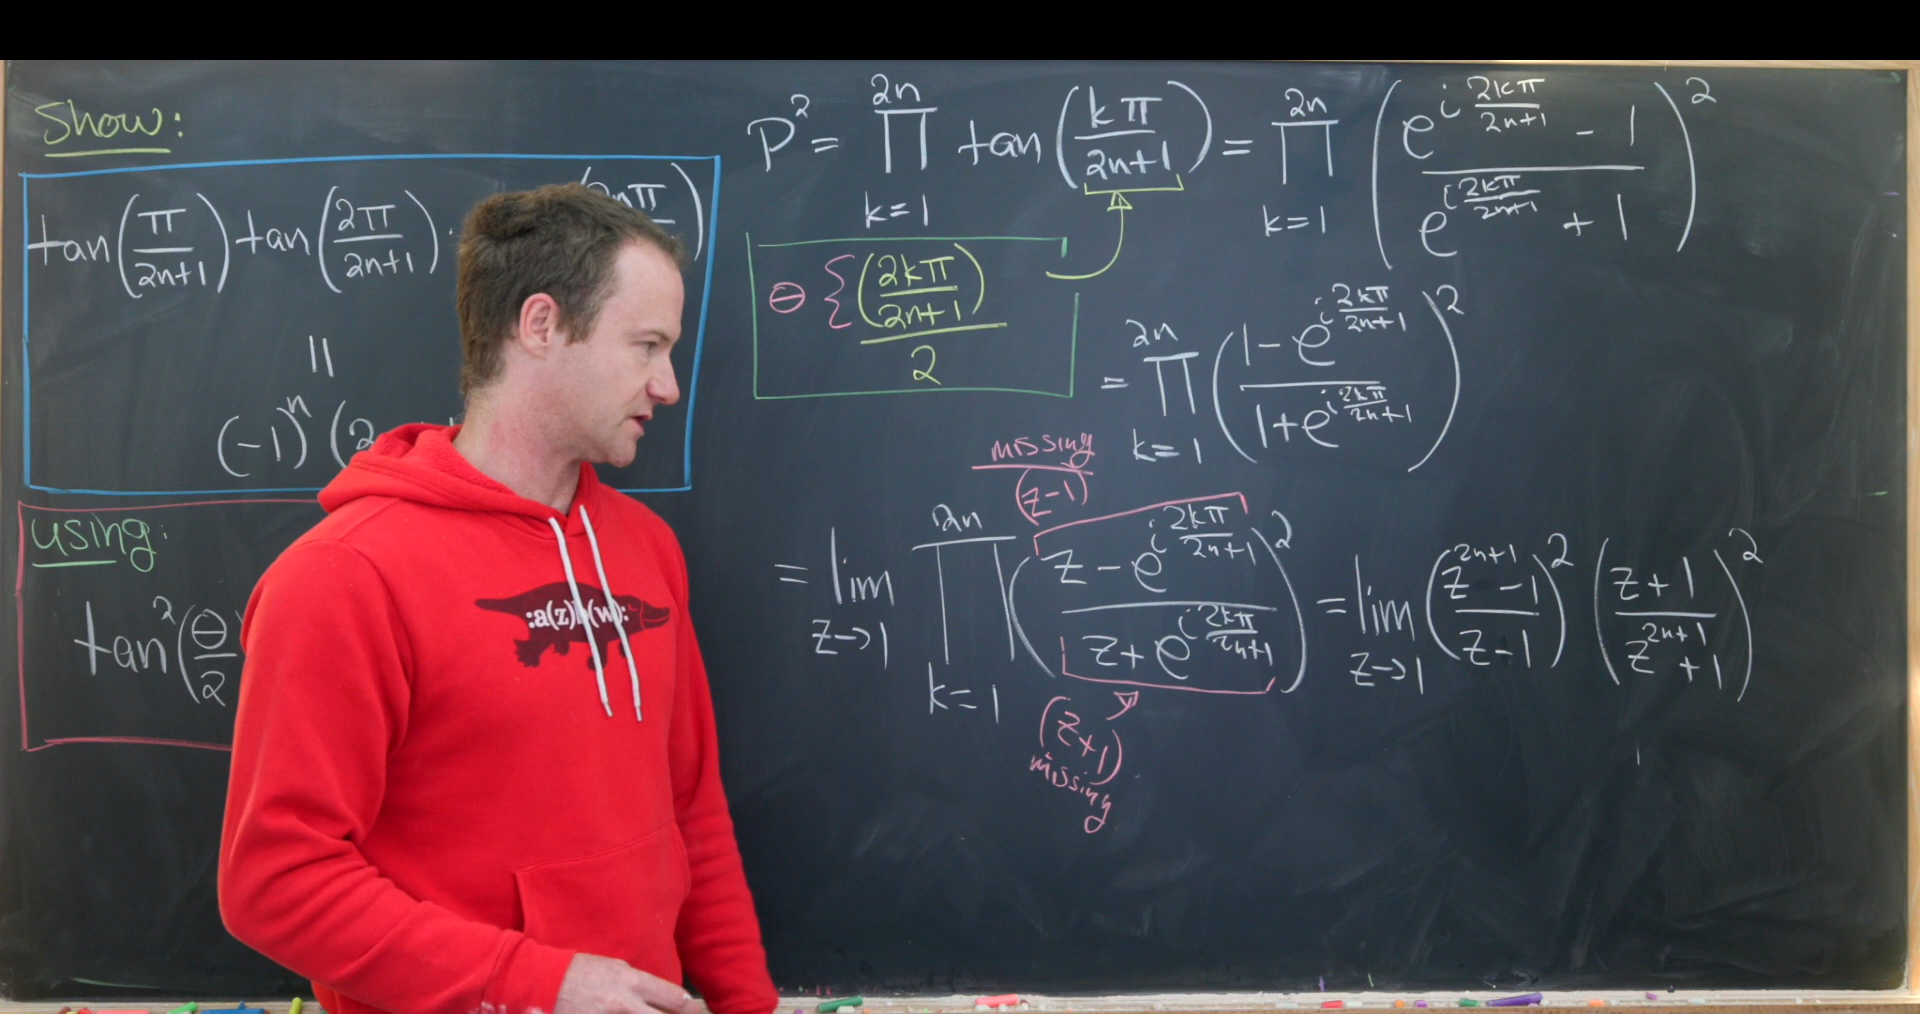 Show:
tan(π/(2n+1)) tan(2π/(2n+1)) · (2nπ
||
(-1)^n (2
using:
tan²(θ/2
:a(z)b(w):
P² = ∏_{k=1}^{2n} tan(kπ/(2n+1)) = ∏_{k=1}^{2n} ((e^{i 2kπ/(2n+1)} - 1)/(e^{i 2kπ/(2n+1)} + 1))²
θ { (2kπ/(2n+1))/2
= ∏_{k=1}^{2n} ((1 - e^{i 2kπ/(2n+1)})/(1 + e^{i 2kπ/(2n+1)}))²
missing
(z-1)
= lim_{z→1} ∏_{k=1}^{2n} ((z - e^{i 2kπ/(2n+1)})/(z + e^{i 2kπ/(2n+1)}))² = lim_{z→1} ((z^{2n+1} - 1)/(z-1))² ((z+1)/(z^{2n+1} + 1))²
(z+1)
missing